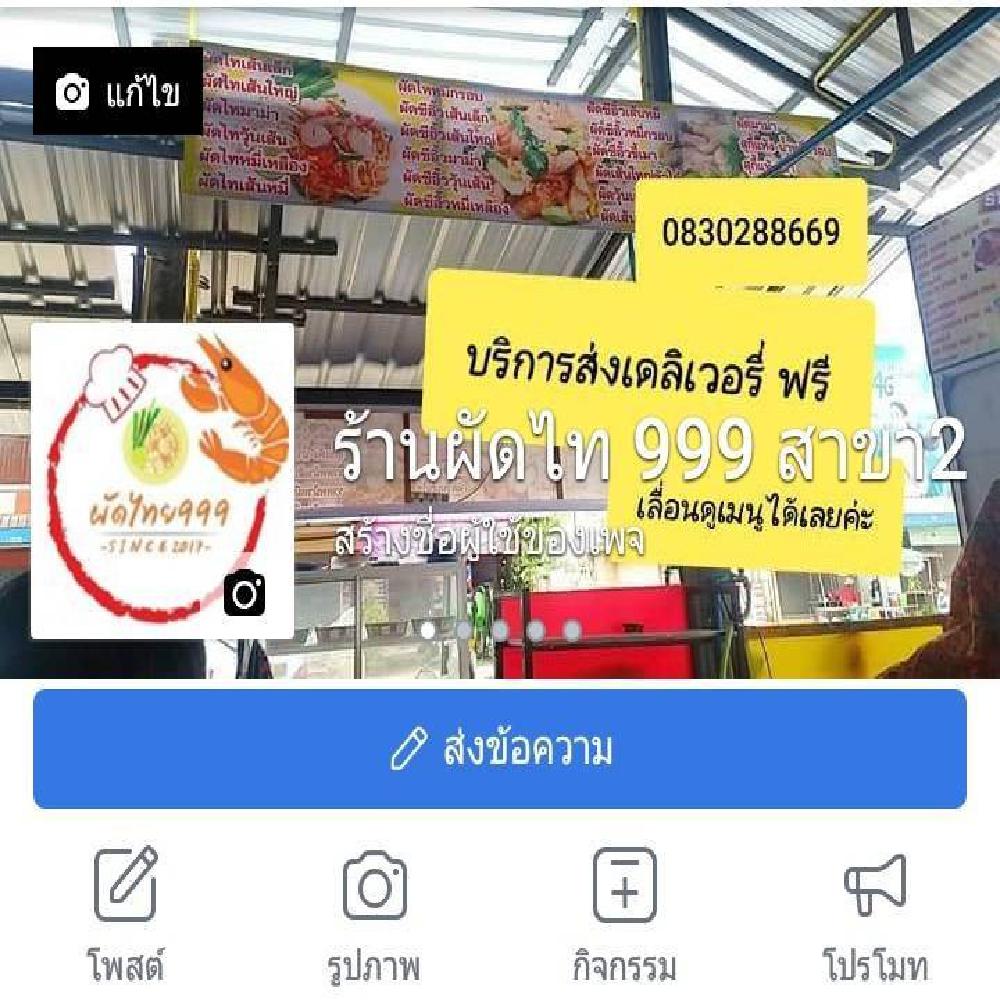 แก้ไข
ผัดไทเส้นเล็ก
ผัดไทเส้นใหญ่
ผัดไทมาม่า
ผัดไทวุ้นเส้น
ผัดไทหมี่เหลือง
ผัดไทเส้นหมี่
ผัดไทหมี่กรอบ
ผัดซีอิ๊วเส้นเล็ก
ผัดซีอิ๊วเส้นใหญ่
ผัดซีอิ๊วมาม่า
ผัดซีอิ๊ววุ้นเส้น
ผัดซีอิ๊วหมี่เหลือง
ผัดซีอิ๊วเส้นหมี่
ผัดซีอิ๊วหมี่กรอบ
0830288669
บริการส่งเดลิเวอรี่ ฟรี
ร้านผัดไท 999 สาขา2
เลื่อนดูเมนูได้เลยค่ะ
สร้างชื่อผู้ใช้ของเพจ
ผัดไทย999
-SINCE 2017-
ส่งข้อความ
โพสต์
รูปภาพ
กิจกรรม
โปรโมท